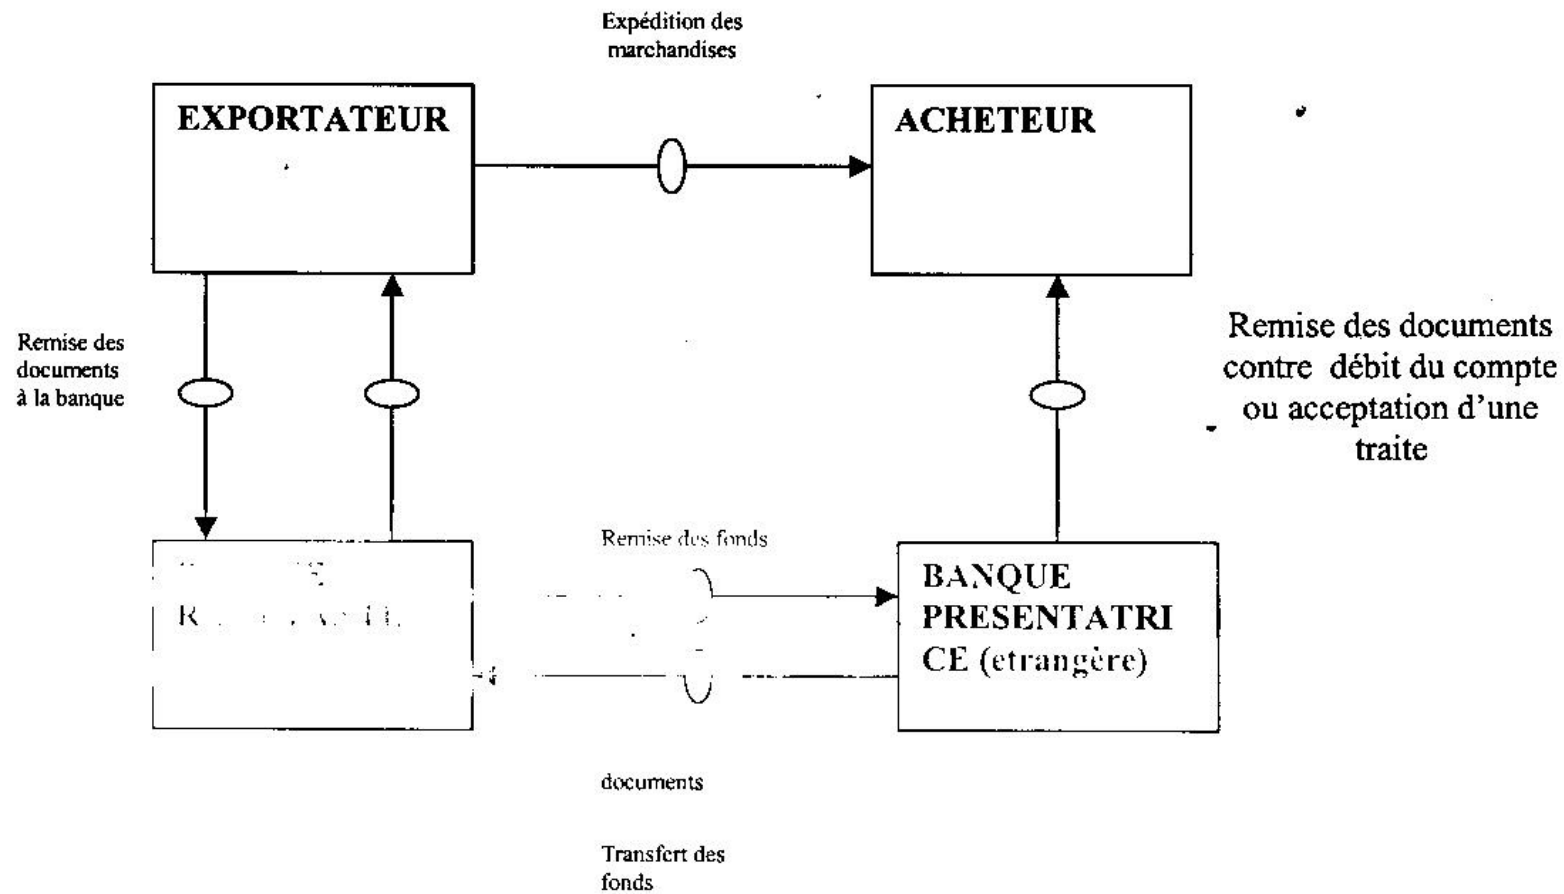 Expédition des
marchandises
EXPORTATEUR
ACHETEUR
Remise des
documents
à la banque
Remise des documents
contre débit du compte
ou acceptation d'une
traite
Remise des fonds
BANQUE
PRESENTATRI
CE (etrangère)
documents
Transfert des
fonds